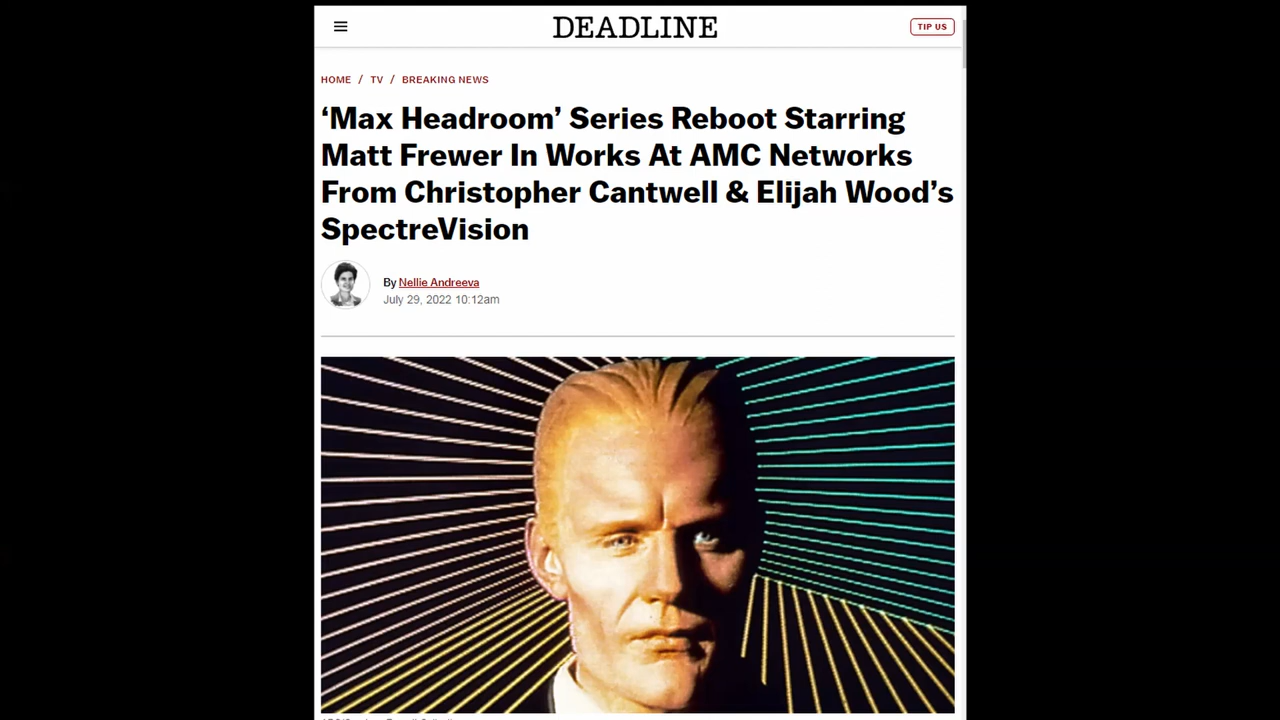 DEADLINE
TIP US
HOME / TV / BREAKING NEWS
‘Max Headroom’ Series Reboot Starring
Matt Frewer In Works At AMC Networks
From Christopher Cantwell & Elijah Wood’s
SpectreVision
By Nellie Andreeva
July 29, 2022 10:12am